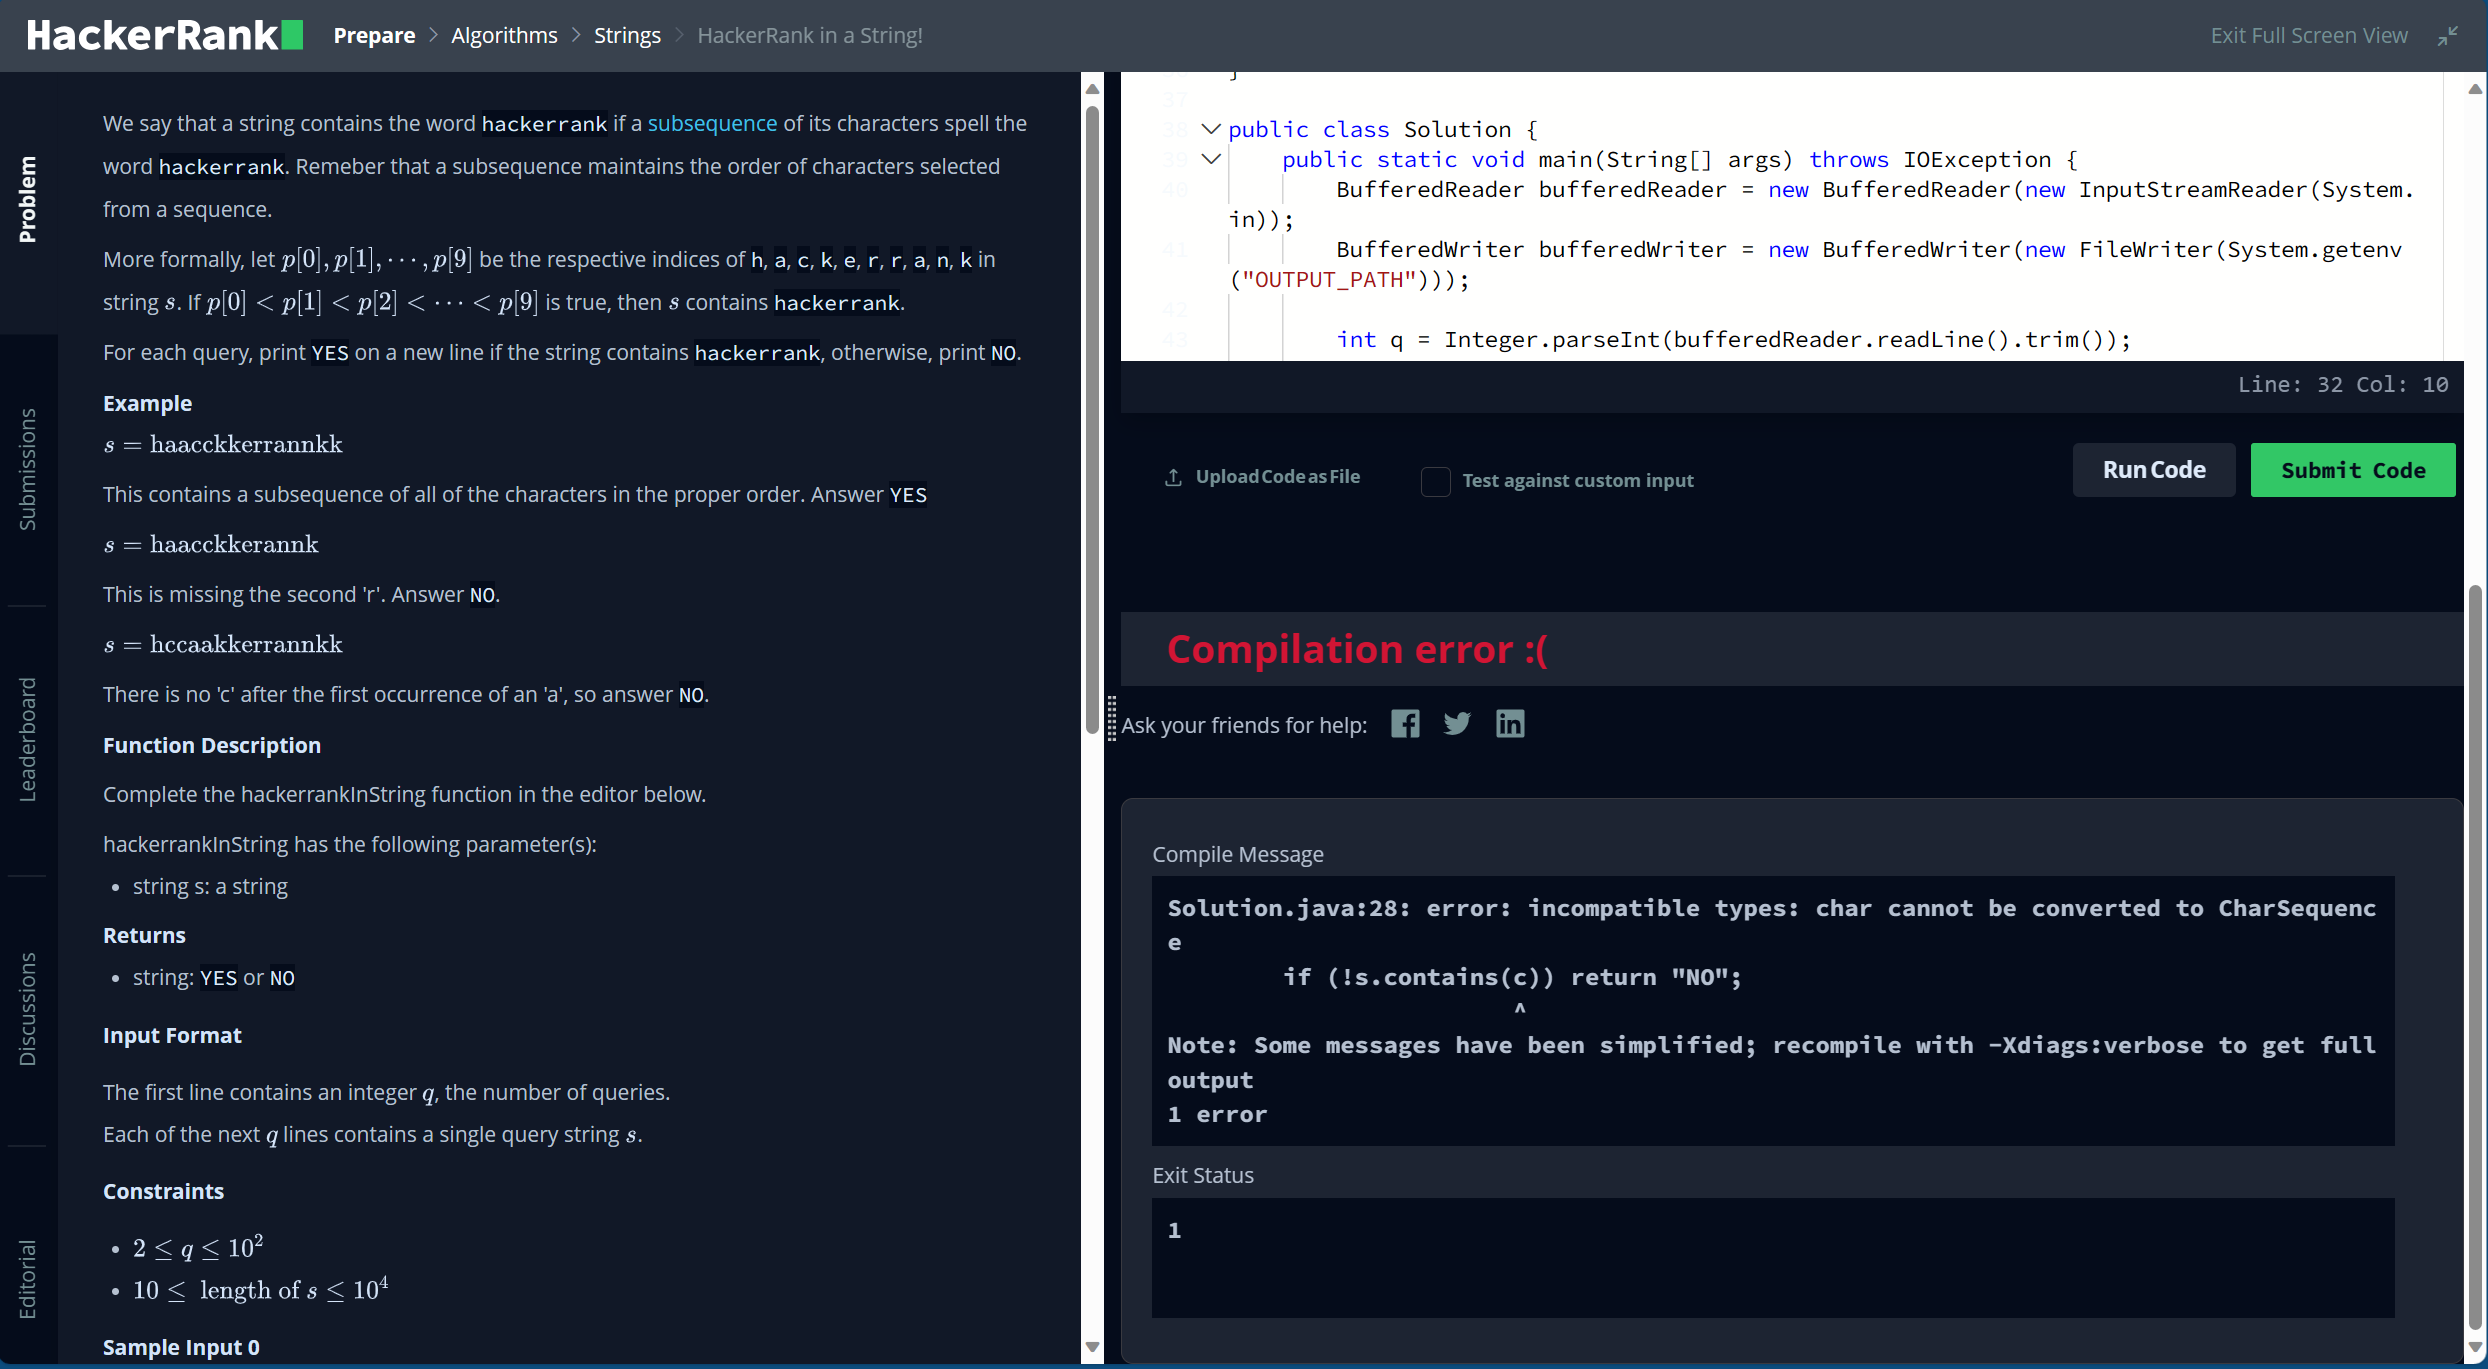 HackerRank Prepare > Algorithms > Strings > HackerRank in a String! Exit Full Screen View
Problem
Submissions
Leaderboard
Discussions
Editorial
We say that a string contains the word hackerrank if a subsequence of its characters spell the
word hackerrank. Remeber that a subsequence maintains the order of characters selected
from a sequence.
More formally, let p[0], p[1], ⋯, p[9] be the respective indices of h, a, c, k, e, r, r, a, n, k in
string s. If p[0] < p[1] < p[2] < ⋯ < p[9] is true, then s contains hackerrank.
For each query, print YES on a new line if the string contains hackerrank, otherwise, print NO.
Example
s = haacckkerrannkk
This contains a subsequence of all of the characters in the proper order. Answer YES
s = haacckkerannk
This is missing the second 'r'. Answer NO.
s = hccaakkerrannkk
There is no 'c' after the first occurrence of an 'a', so answer NO.
Function Description
Complete the hackerrankInString function in the editor below.
hackerrankInString has the following parameter(s):
• string s: a string
Returns
• string: YES or NO
Input Format
The first line contains an integer q, the number of queries.
Each of the next q lines contains a single query string s.
Constraints
• 2 ≤ q ≤ 10²
• 10 ≤ length of s ≤ 10⁴
Sample Input 0
}
37
38 public class Solution {
39 public static void main(String[] args) throws IOException {
40 BufferedReader bufferedReader = new BufferedReader(new InputStreamReader(System.
in));
41 BufferedWriter bufferedWriter = new BufferedWriter(new FileWriter(System.getenv
("OUTPUT_PATH")));
42
43 int q = Integer.parseInt(bufferedReader.readLine().trim());
Line: 32 Col: 10
Upload Code as File Test against custom input Run Code Submit Code
Compilation error :(
Ask your friends for help:
Compile Message
Solution.java:28: error: incompatible types: char cannot be converted to CharSequenc
e
if (!s.contains(c)) return "NO";
^
Note: Some messages have been simplified; recompile with -Xdiags:verbose to get full
output
1 error
Exit Status
1